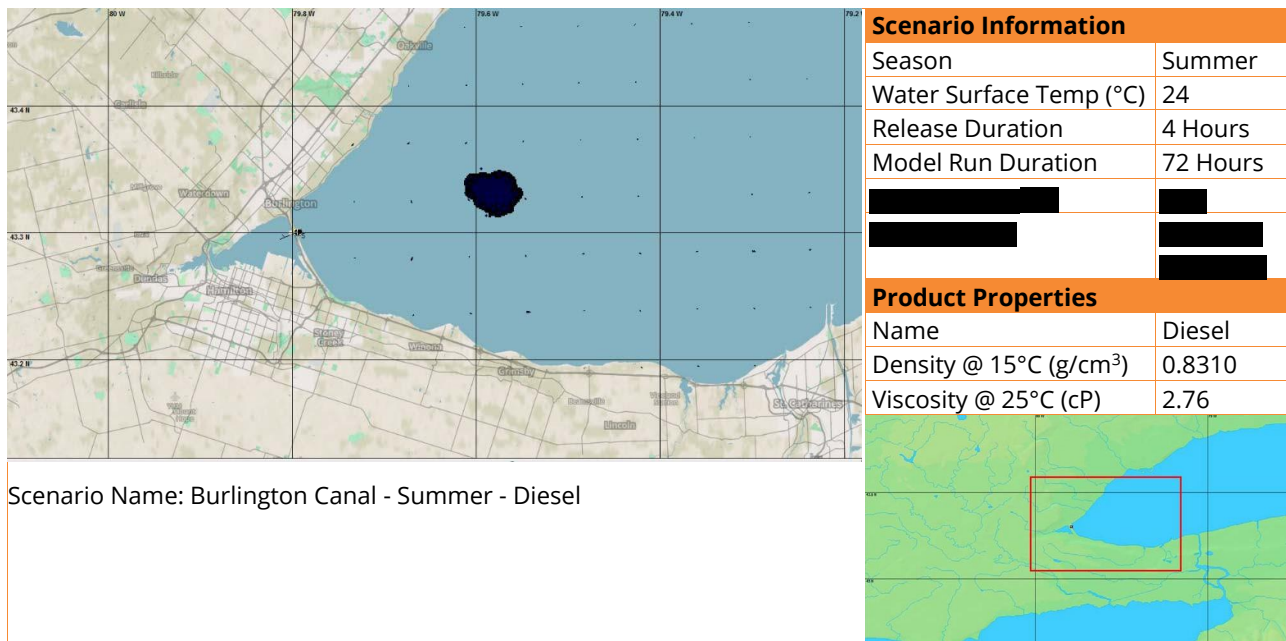 80 W
79.8 W
79.6 W
79.4 W
79.2
Oakville
43.4 N
Waterdown
Burlington
43.3 N
Dundas
Hamilton
Stoney
Creek
Winona
43.2 N
Grimsby
St. Catharines
Lincoln
Scenario Name: Burlington Canal - Summer - Diesel
Scenario Information
Season Summer
Water Surface Temp (°C) 24
Release Duration 4 Hours
Model Run Duration 72 Hours
Product Properties
Name Diesel
Density @ 15°C (g/cm³) 0.8310
Viscosity @ 25°C (cP) 2.76